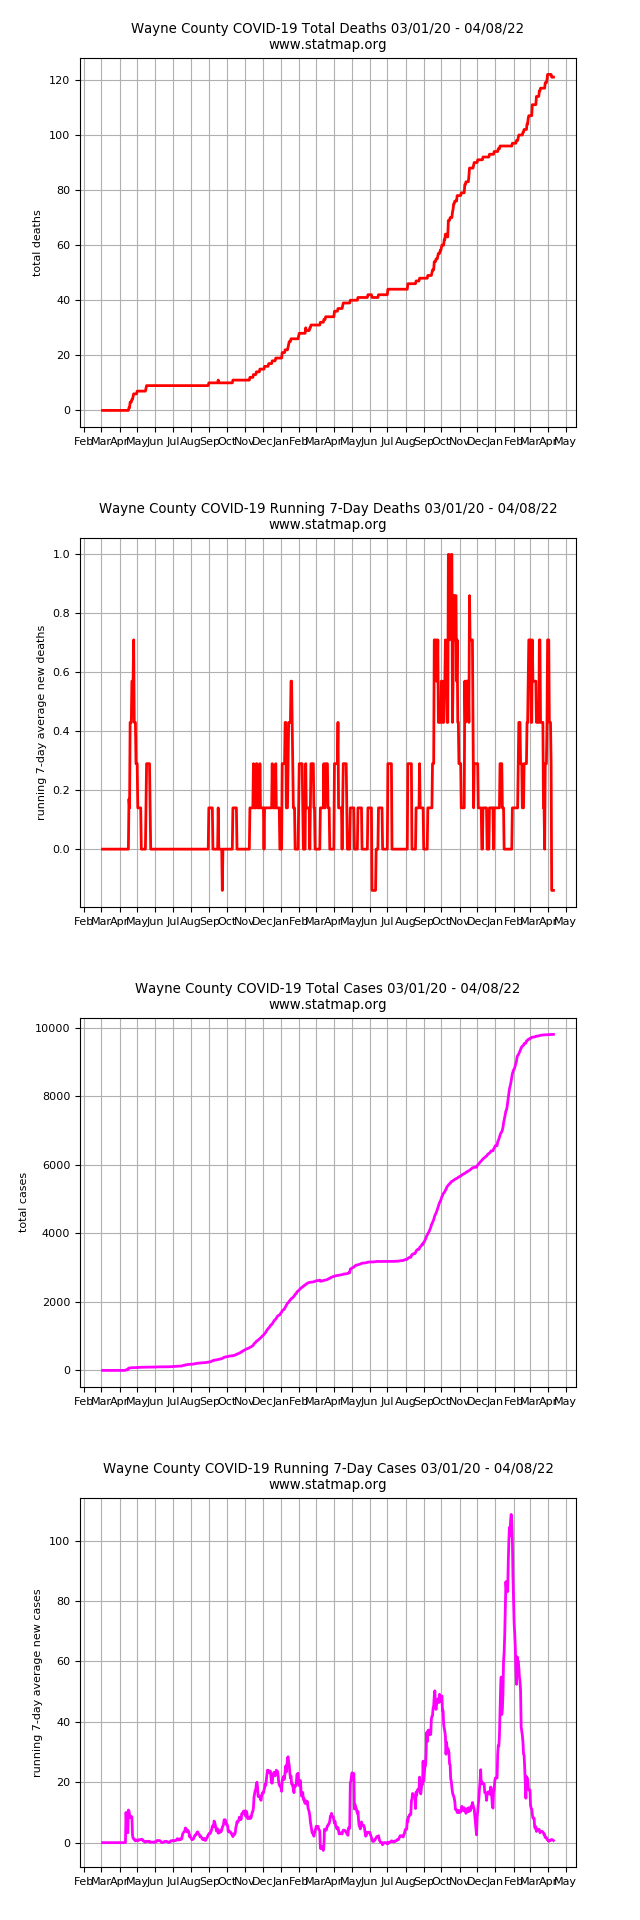 Wayne County COVID-19 Total Deaths 03/01/20 - 04/08/22
www.statmap.org
120
100
80
60
40
20
0
total deaths
Feb Mar Apr May Jun Jul Aug Sep Oct Nov Dec Jan Feb Mar Apr May Jun Jul Aug Sep Oct Nov Dec Jan Feb Mar Apr May
Wayne County COVID-19 Running 7-Day Deaths 03/01/20 - 04/08/22
www.statmap.org
1.0
0.8
0.6
0.4
0.2
0.0
running 7-day average new deaths
Feb Mar Apr May Jun Jul Aug Sep Oct Nov Dec Jan Feb Mar Apr May Jun Jul Aug Sep Oct Nov Dec Jan Feb Mar Apr May
Wayne County COVID-19 Total Cases 03/01/20 - 04/08/22
www.statmap.org
10000
8000
6000
4000
2000
0
total cases
Feb Mar Apr May Jun Jul Aug Sep Oct Nov Dec Jan Feb Mar Apr May Jun Jul Aug Sep Oct Nov Dec Jan Feb Mar Apr May
Wayne County COVID-19 Running 7-Day Cases 03/01/20 - 04/08/22
www.statmap.org
100
80
60
40
20
0
running 7-day average new cases
Feb Mar Apr May Jun Jul Aug Sep Oct Nov Dec Jan Feb Mar Apr May Jun Jul Aug Sep Oct Nov Dec Jan Feb Mar Apr May